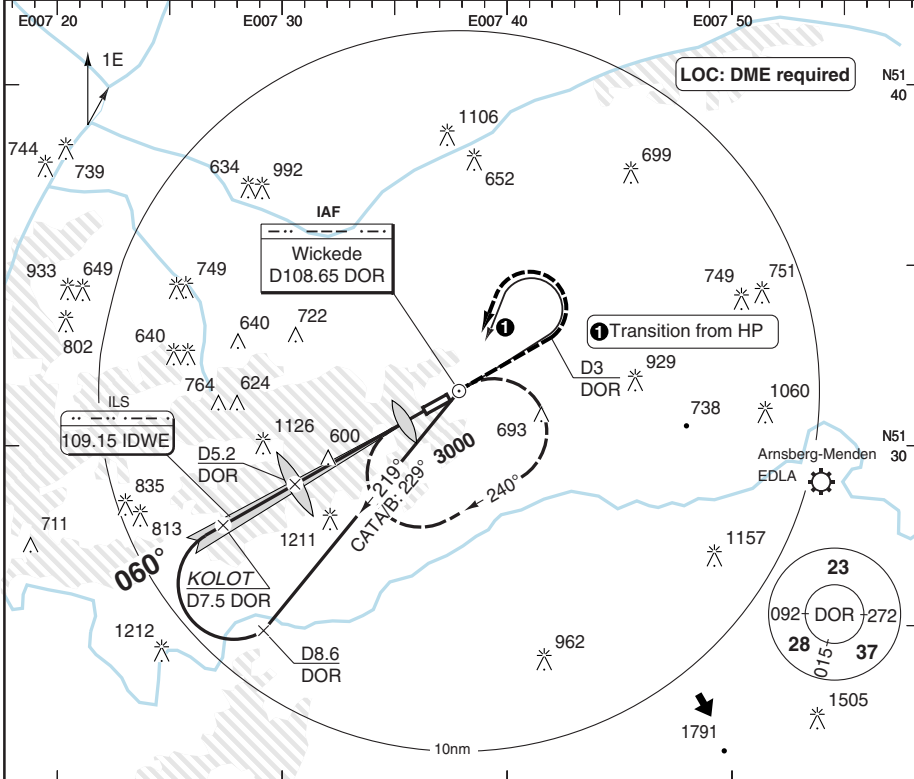 E007 20
E007 30
E007 40
E007 50
1E
LOC: DME required
N51
40
744
739
1106
652
699
634
992
IAF
Wickede
D108.65 DOR
933
649
749
802
640
640
722
749
751
1
1 Transition from HP
D3
DOR
929
764
624
738
1060
ILS
109.15 IDWE
1126
600
693
D5.2
DOR
3000
N51
30
Arnsberg-Menden
EDLA
219°
CATA/B: 229°
240°
835
813
711
1211
1157
060°
KOLOT
D7.5 DOR
23
092
DOR
272
28
015
37
1212
D8.6
DOR
962
1505
1791
10nm